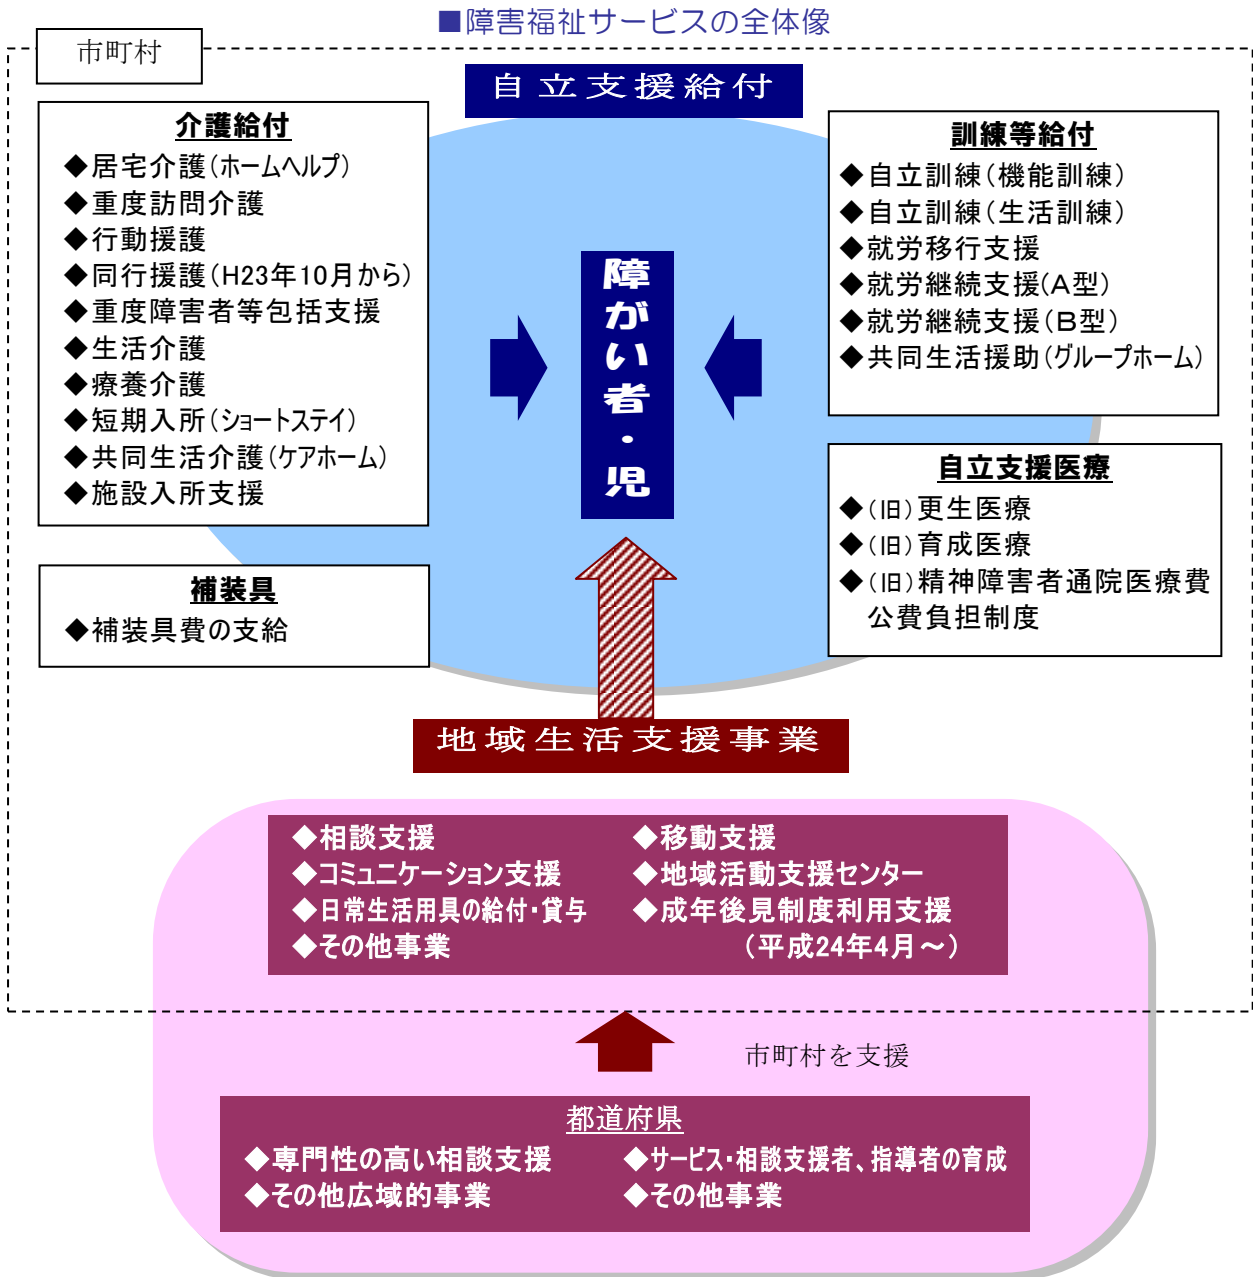 ■障害福祉サービスの全体像
市町村
自立支援給付
介護給付
◆居宅介護(ホームヘルプ)
◆重度訪問介護
◆行動援護
◆同行援護(H23年10月から)
◆重度障害者等包括支援
◆生活介護
◆療養介護
◆短期入所(ショートステイ)
◆共同生活介護(ケアホーム)
◆施設入所支援
補装具
◆補装具費の支給
障がい者・児
訓練等給付
◆自立訓練(機能訓練)
◆自立訓練(生活訓練)
◆就労移行支援
◆就労継続支援(A型)
◆就労継続支援(B型)
◆共同生活援助(グループホーム)
自立支援医療
◆(旧)更生医療
◆(旧)育成医療
◆(旧)精神障害者通院医療費
公費負担制度
地域生活支援事業
◆相談支援
◆コミュニケーション支援
◆日常生活用具の給付・貸与
◆その他事業
◆移動支援
◆地域活動支援センター
◆成年後見制度利用支援
(平成24年4月～)
市町村を支援
都道府県
◆専門性の高い相談支援
◆その他広域的事業
◆サービス・相談支援者、指導者の育成
◆その他事業